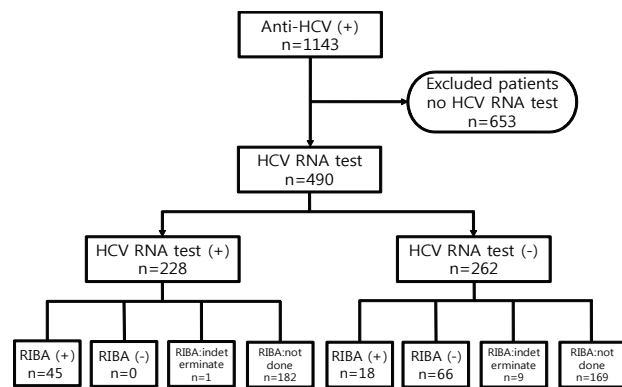 Anti-HCV (+)
n=1143
Excluded patients
no HCV RNA test
n=653
HCV RNA test
n=490
HCV RNA test (+)
n=228
HCV RNA test (-)
n=262
RIBA (+)
n=45
RIBA (-)
n=0
RIBA:indet
erminate
n=1
RIBA:not
done
n=182
RIBA (+)
n=18
RIBA (-)
n=66
RIBA:indet
erminate
n=9
RIBA:not
done
n=169